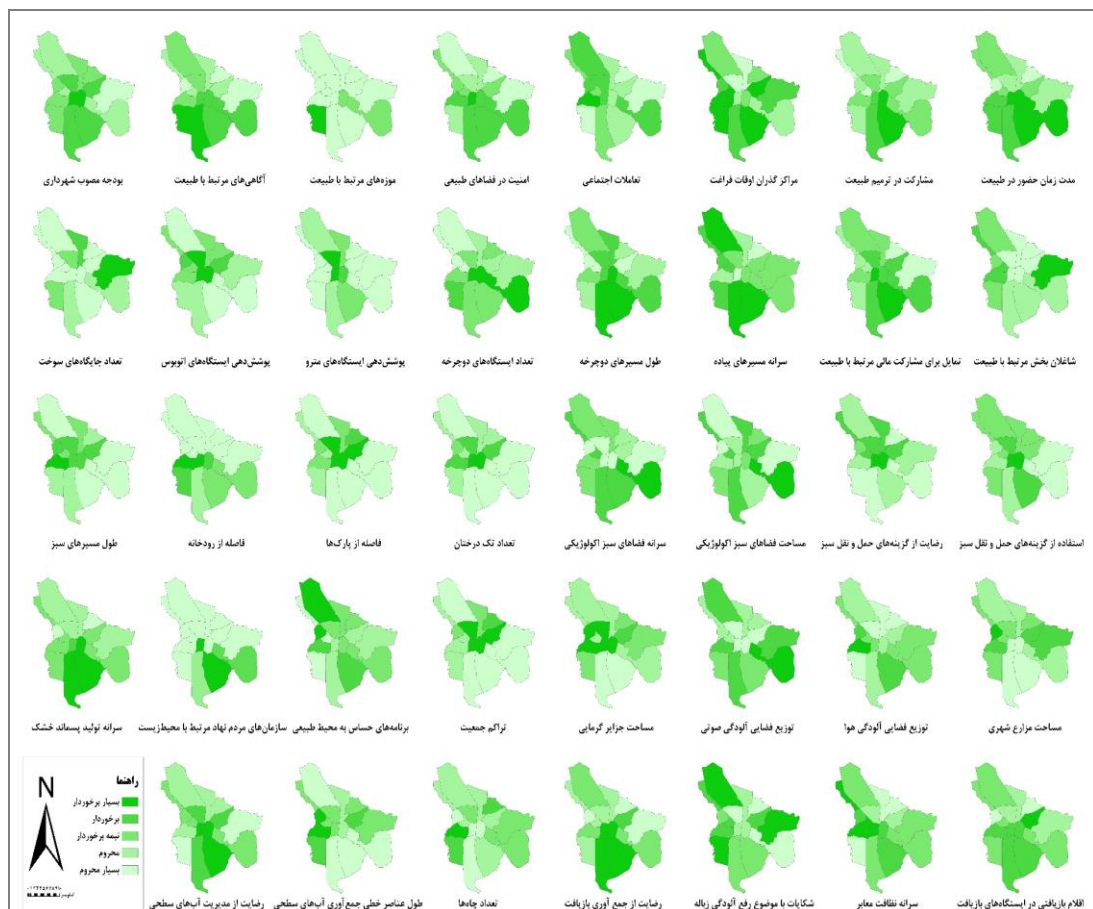 مدت زمان حضور در طبیعت
مشارکت در ترمیم طبیعت
مراکز گذران اوقات فراغت
تعاملات اجتماعی
امنیت در فضاهای طبیعی
موزه‌های مرتبط با طبیعت
آگاهی‌های مرتبط با طبیعت
بودجه مصوب شهرداری
شاغلان بخش مرتبط با طبیعت
تمایل برای مشارکت مالی مرتبط با طبیعت
سرانه مسیرهای پیاده
طول مسیرهای دوچرخه
تعداد ایستگاه‌های دوچرخه
پوشش‌دهی ایستگاه‌های مترو
پوشش‌دهی ایستگاه‌های اتوبوس
تعداد جایگاه‌های سوخت
استفاده از گزینه‌های حمل و نقل سبز
رضایت از گزینه‌های حمل و نقل سبز
مساحت فضاهای سبز اکولوژیکی
سرانه فضاهای سبز اکولوژیکی
تعداد تک درختان
فاصله از پارک‌ها
فاصله از رودخانه
طول مسیرهای سبز
مساحت مزارع شهری
توزیع فضایی آلودگی هوا
توزیع فضایی آلودگی صوتی
مساحت جزایر گرمایی
تراکم جمعیت
برنامه‌های حساس به محیط طبیعی
سازمان‌های مردم نهاد مرتبط با محیط‌زیست
سرانه تولید پسماند خشک
اقلام بازیافتی در ایستگاه‌های بازیافت
سرانه نظافت معابر
شکایات با موضوع رفع آلودگی زباله
رضایت از جمع آوری بازیافت
تعداد چاه‌ها
طول عناصر خطی جمع‌آوری آب‌های سطحی
رضایت از مدیریت آب‌های سطحی
راهنما
بسیار برخوردار
برخوردار
نیمه برخوردار
محروم
بسیار محروم
N
کیلومتر